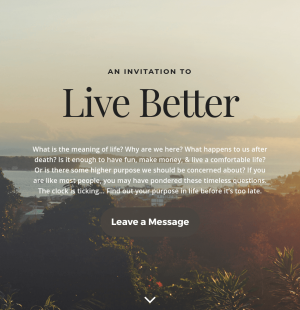 AN INVITATION TO
Live Better
What is the meaning of life? Why are we here? What happens to us after
death? Is it enough to have fun, make money, & live a comfortable life?
Or is there some higher purpose we should be concerned about? If you
are like most people, you may have pondered these timeless questions.
The clock is ticking... Find out your purpose in life before it's too late.
Leave a Message